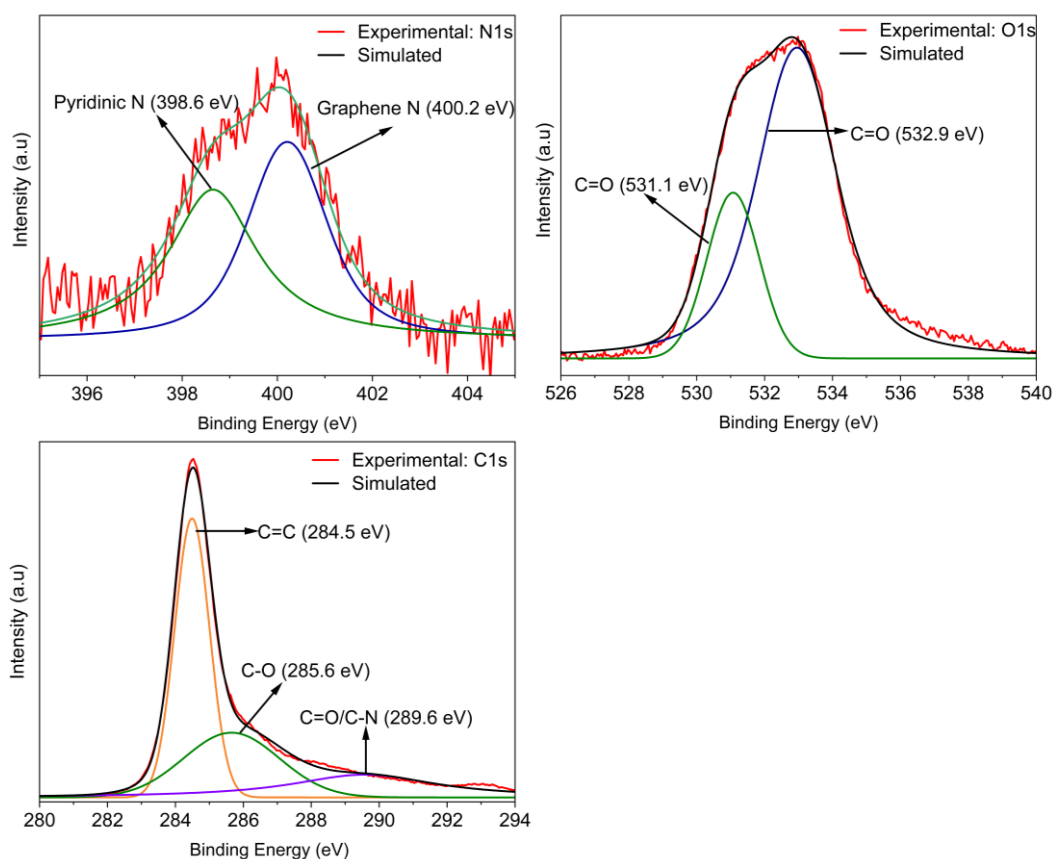 Experimental: N1s
Simulated
Pyridinic N (398.6 eV)
Graphene N (400.2 eV)
Intensity (a.u)
396 398 400 402 404
Binding Energy (eV)
Experimental: O1s
Simulated
C=O (532.9 eV)
C=O (531.1 eV)
Intensity (a.u)
526 528 530 532 534 536 538 540
Binding Energy (eV)
Experimental: C1s
Simulated
C=C (284.5 eV)
C-O (285.6 eV)
C=O/C-N (289.6 eV)
Intensity (a.u)
280 282 284 286 288 290 292 294
Binding Energy (eV)